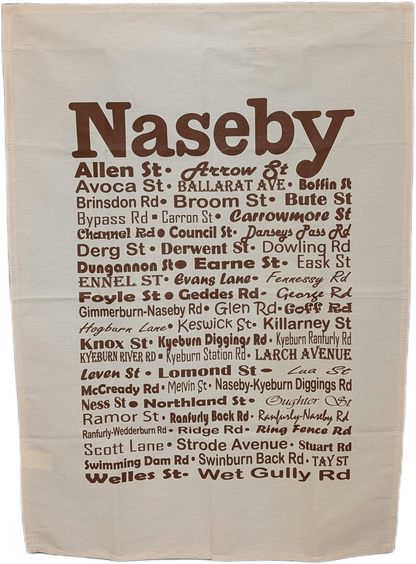 Naseby
Allen St• Arrow St
Avoca St• BALLARAT AVE• Boffin St
Brinsdon Rd• Broom St• Bute St
Bypass Rd• Carron St• Carrowmore St
Channel Rd• Council St• Danseys Pass Rd
Derg St• Derwent St• Dowling Rd
Dungannon St• Earne St• Eask St
ENNEL ST• Evans Lane• Fennessy Rd
Foyle St• Geddes Rd• George Rd
Gimmerburn-Naseby Rd• Glen Rd•Goff Rd
Hogburn Lane• Keswick St• Killarney St
Knox St• Kyeburn Diggings Rd• Kyeburn Ranfurly Rd
KYEBURN RIVER RD• Kyeburn Station Rd• LARCH AVENUE
Leven St• Lomond St• Lua St
McCready Rd• Melvin St• Naseby-Kyeburn Diggings Rd
Ness St• Northland St• Oughter St
Ramor St• Ranfurly Back Rd• Ranfurly-Naseby Rd
Ranfurly-Wedderburn Rd• Ridge Rd• Ring Fence Rd
Scott Lane• Strode Avenue• Stuart Rd
Swimming Dam Rd• Swinburn Back Rd• TAY ST
Welles St• Wet Gully Rd